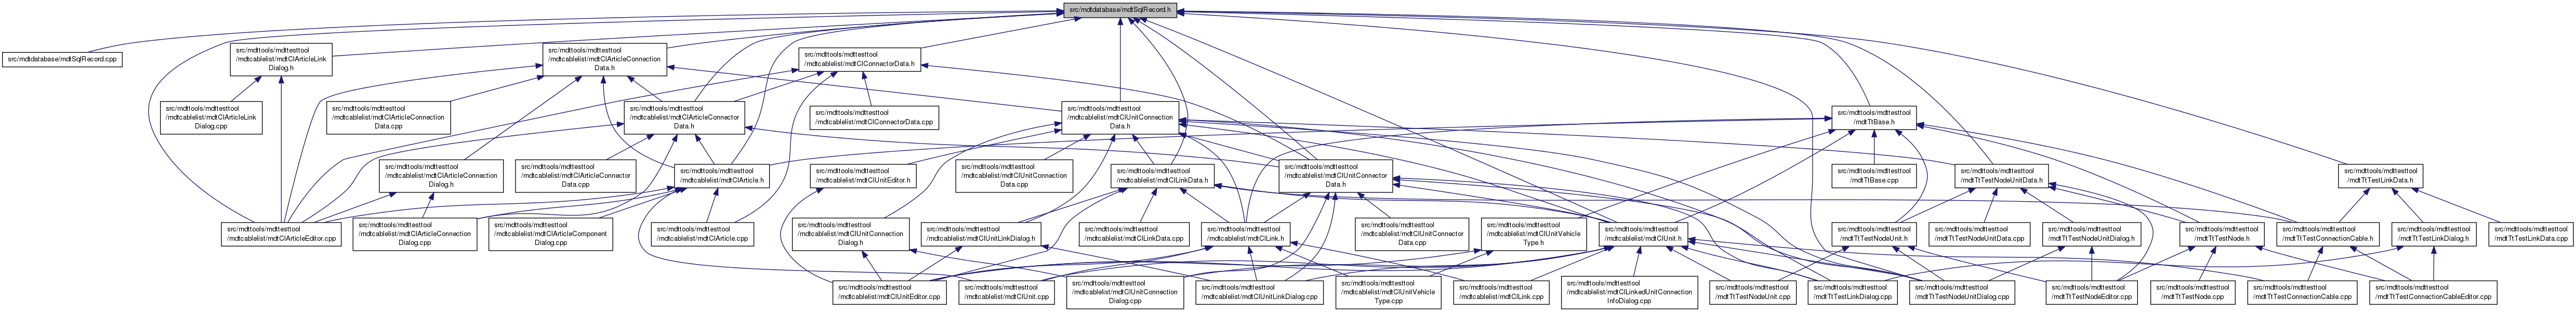 src/mdtdatabase/mdtSqlRecord.h
src/mdtdatabase/mdtSqlRecord.cpp
src/mdttools/mdttesttool
/mdtcablelist/mdtClArticleLink
Dialog.h
src/mdttools/mdttesttool
/mdtcablelist/mdtClArticleConnection
Data.h
src/mdttools/mdttesttool
/mdtcablelist/mdtClConnectorData.h
src/mdttools/mdttesttool
/mdtcablelist/mdtClArticleLink
Dialog.cpp
src/mdttools/mdttesttool
/mdtcablelist/mdtClArticleConnection
Data.cpp
src/mdttools/mdttesttool
/mdtcablelist/mdtClArticleConnector
Data.h
src/mdttools/mdttesttool
/mdtcablelist/mdtClConnectorData.cpp
src/mdttools/mdttesttool
/mdtcablelist/mdtClUnitConnection
Data.h
src/mdttools/mdttesttool
/mdtTtBase.h
src/mdttools/mdttesttool
/mdtcablelist/mdtClArticleConnection
Dialog.h
src/mdttools/mdttesttool
/mdtcablelist/mdtClArticleConnector
Data.cpp
src/mdttools/mdttesttool
/mdtcablelist/mdtClArticle.h
src/mdttools/mdttesttool
/mdtcablelist/mdtClUnitEditor.h
src/mdttools/mdttesttool
/mdtcablelist/mdtClUnitConnection
Data.cpp
src/mdttools/mdttesttool
/mdtcablelist/mdtClLinkData.h
src/mdttools/mdttesttool
/mdtcablelist/mdtClUnitConnector
Data.h
src/mdttools/mdttesttool
/mdtTtBase.cpp
src/mdttools/mdttesttool
/mdtTtTestNodeUnitData.h
src/mdttools/mdttesttool
/mdtTtTestLinkData.h
src/mdttools/mdttesttool
/mdtcablelist/mdtClArticleEditor.cpp
src/mdttools/mdttesttool
/mdtcablelist/mdtClArticleConnection
Dialog.cpp
src/mdttools/mdttesttool
/mdtcablelist/mdtClArticleComponent
Dialog.cpp
src/mdttools/mdttesttool
/mdtcablelist/mdtClArticle.cpp
src/mdttools/mdttesttool
/mdtcablelist/mdtClUnitConnection
Dialog.h
src/mdttools/mdttesttool
/mdtcablelist/mdtClUnitLinkDialog.h
src/mdttools/mdttesttool
/mdtcablelist/mdtClLinkData.cpp
src/mdttools/mdttesttool
/mdtcablelist/mdtClLink.h
src/mdttools/mdttesttool
/mdtcablelist/mdtClUnitConnector
Data.cpp
src/mdttools/mdttesttool
/mdtcablelist/mdtClUnitVehicle
Type.h
src/mdttools/mdttesttool
/mdtcablelist/mdtClUnit.h
src/mdttools/mdttesttool
/mdtTtTestNodeUnit.h
src/mdttools/mdttesttool
/mdtTtTestNodeUnitData.cpp
src/mdttools/mdttesttool
/mdtTtTestNodeUnitDialog.h
src/mdttools/mdttesttool
/mdtTtTestNode.h
src/mdttools/mdttesttool
/mdtTtTestConnectionCable.h
src/mdttools/mdttesttool
/mdtTtTestLinkDialog.h
src/mdttools/mdttesttool
/mdtTtTestLinkData.cpp
src/mdttools/mdttesttool
/mdtcablelist/mdtClUnitEditor.cpp
src/mdttools/mdttesttool
/mdtcablelist/mdtClUnit.cpp
src/mdttools/mdttesttool
/mdtcablelist/mdtClUnitConnection
Dialog.cpp
src/mdttools/mdttesttool
/mdtcablelist/mdtClUnitLinkDialog.cpp
src/mdttools/mdttesttool
/mdtcablelist/mdtClUnitVehicle
Type.cpp
src/mdttools/mdttesttool
/mdtcablelist/mdtClLink.cpp
src/mdttools/mdttesttool
/mdtcablelist/mdtClLinkedUnitConnection
InfoDialog.cpp
src/mdttools/mdttesttool
/mdtTtTestNodeUnit.cpp
src/mdttools/mdttesttool
/mdtTtTestLinkDialog.cpp
src/mdttools/mdttesttool
/mdtTtTestNodeUnitDialog.cpp
src/mdttools/mdttesttool
/mdtTtTestNodeEditor.cpp
src/mdttools/mdttesttool
/mdtTtTestNode.cpp
src/mdttools/mdttesttool
/mdtTtTestConnectionCable.cpp
src/mdttools/mdttesttool
/mdtTtTestConnectionCableEditor.cpp